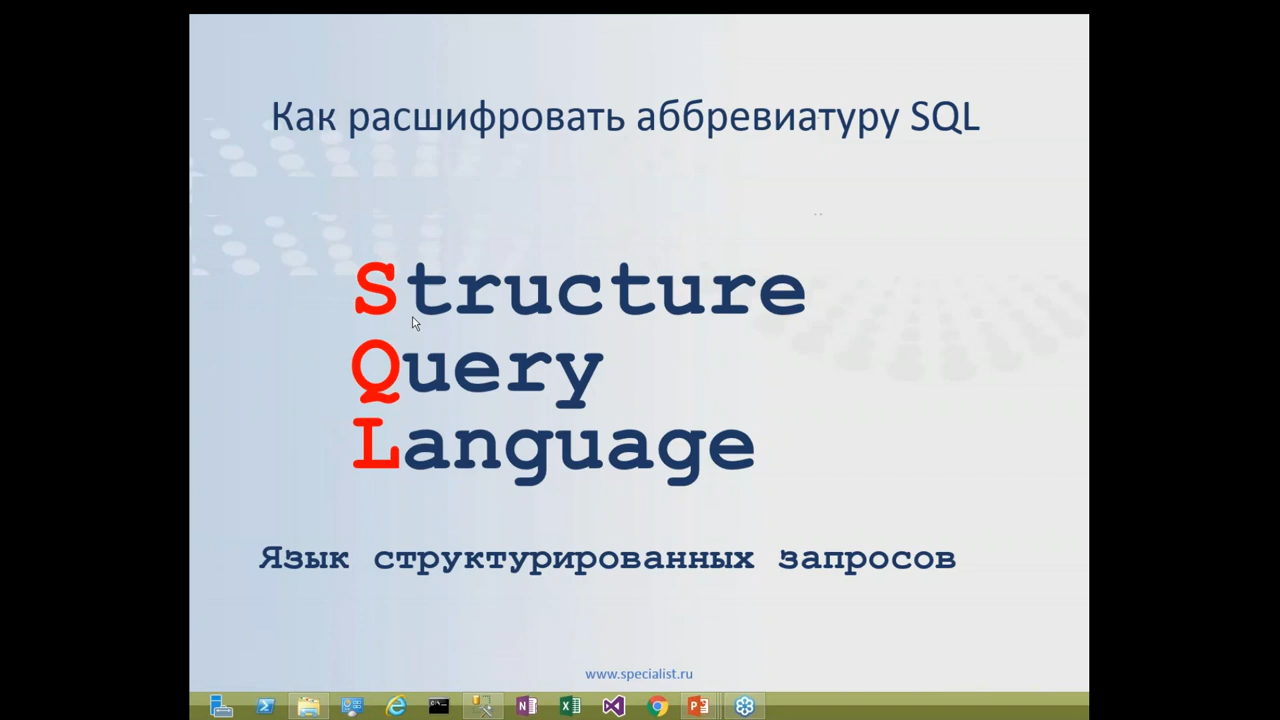 Как расшифровать аббревиатуру SQL
Structure
Query
Language
Язык структурированных запросов
www.specialist.ru